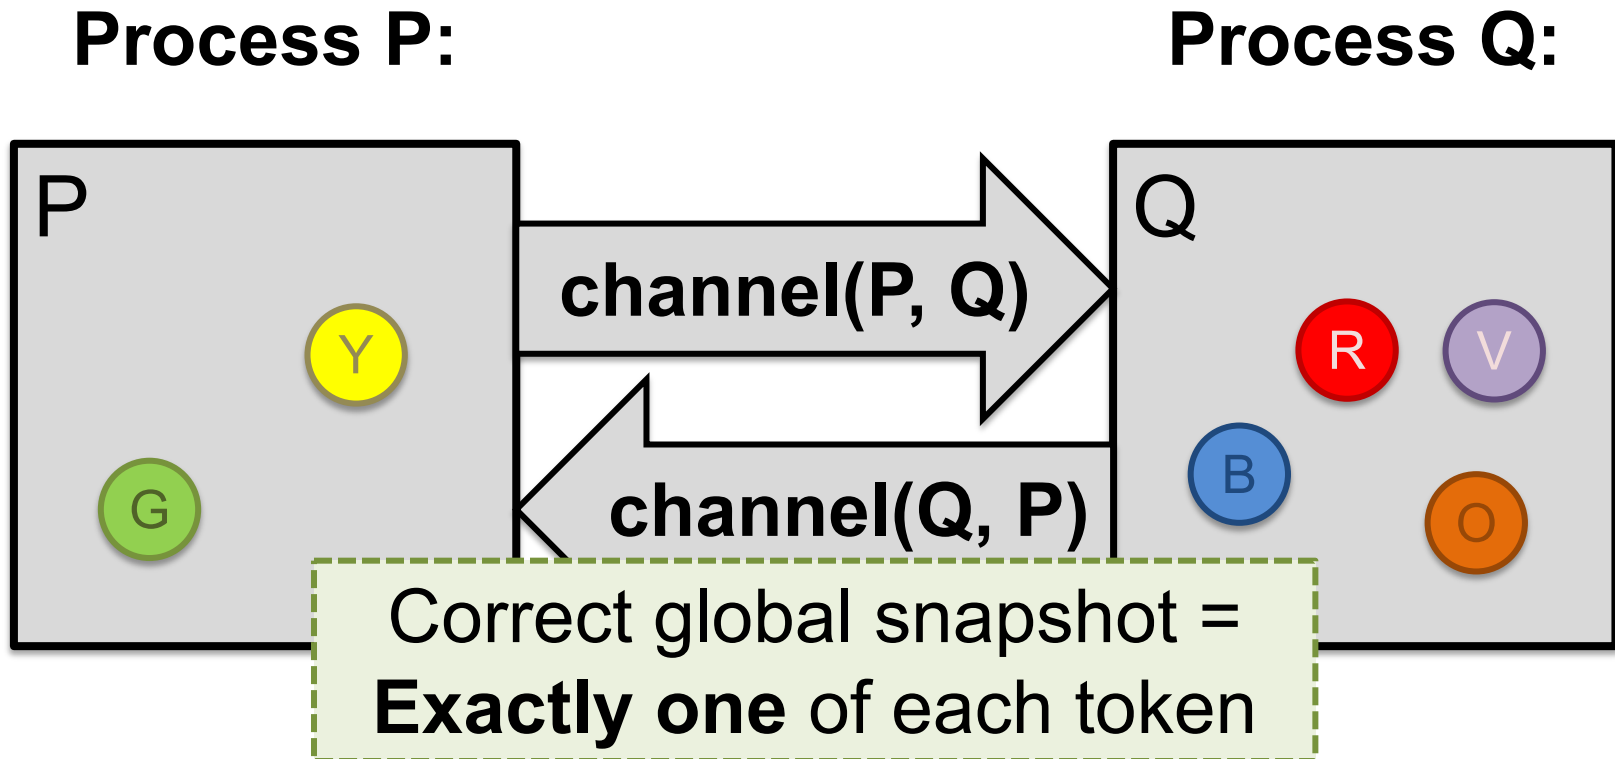 Process P:
Process Q:
P
Q
channel(P, Q)
Y
R
V
B
G
channel(Q, P)
O
Correct global snapshot =
Exactly one of each token